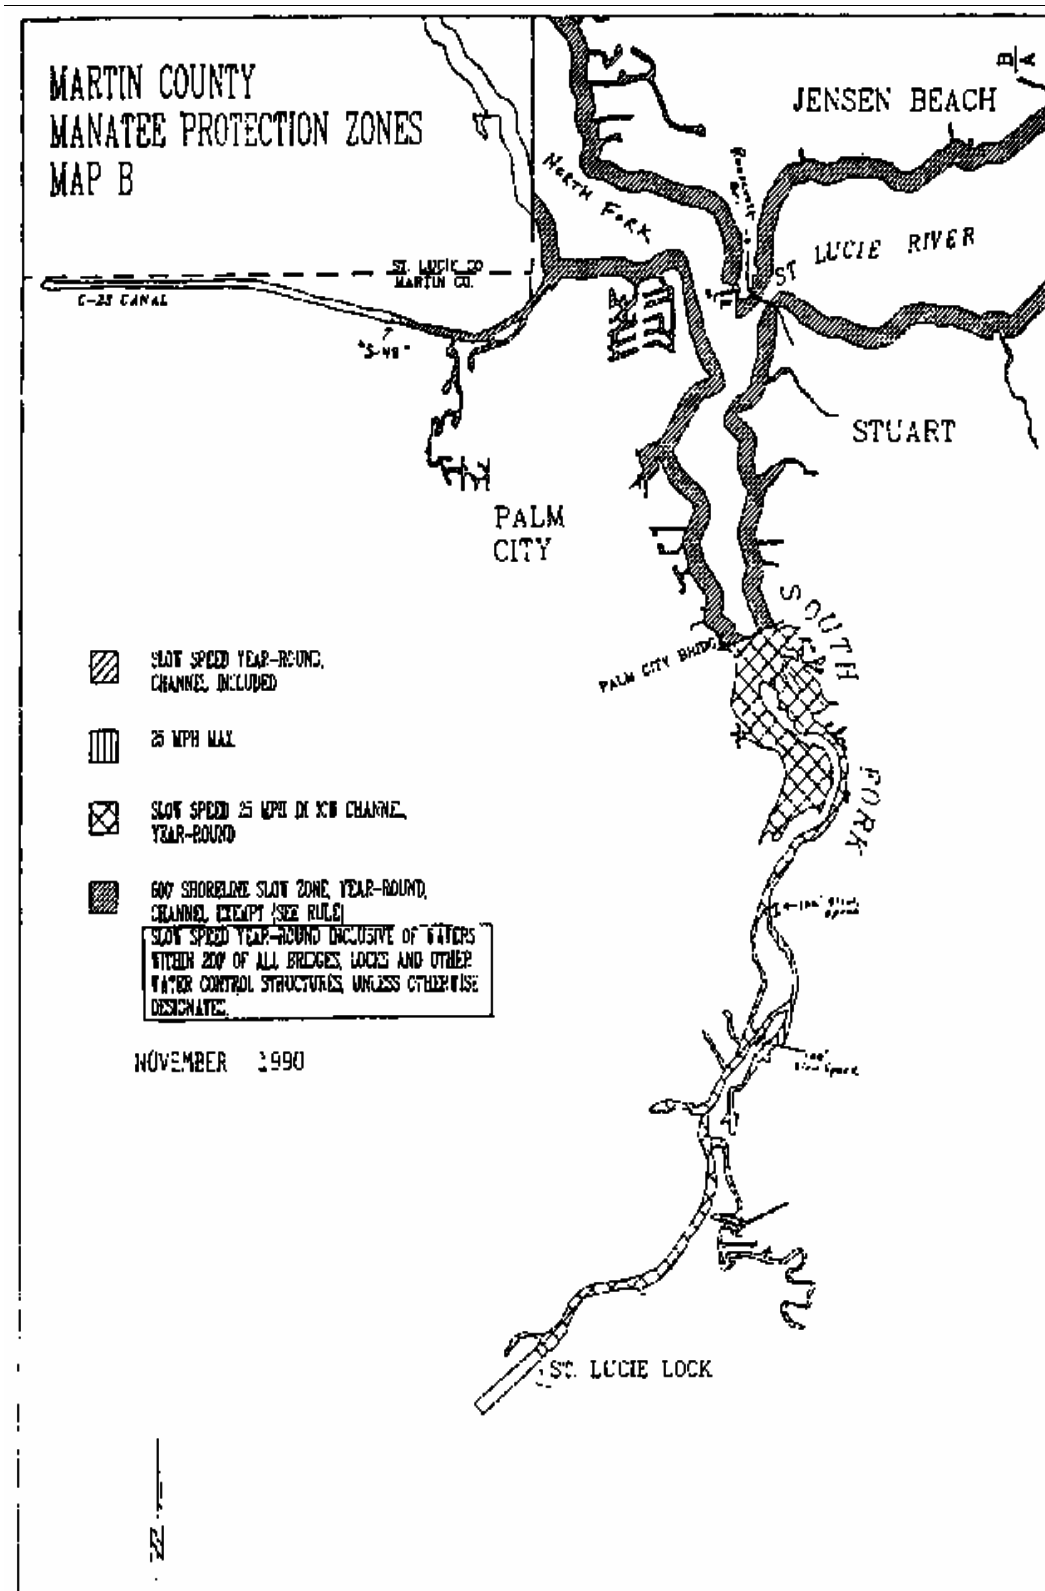 MARTIN COUNTY
MANATEE PROTECTION ZONES
MAP B
B
A
JENSEN BEACH
NORTH FORK
ST LUCIE RIVER
ST. LUCIE CO
MARTIN CO.
C-23 CANAL
"S-48"
STUART
PALM
CITY
SOUTH
FORK
PALM CITY BRIDG
SLOW SPEED YEAR-ROUND,
CHANNEL INCLUDED
25 MPH MAX
SLOW SPEED 25 MPH IN ICW CHANNEL,
YEAR-ROUND
600' SHORELINE SLOW ZONE, YEAR-ROUND,
CHANNEL EXEMPT (SEE RULE)
SLOW SPEED YEAR-ROUND INCLUSIVE OF WATERS
WITHIN 200' OF ALL BRIDGES, LOCKS AND OTHER
WATER CONTROL STRUCTURES, UNLESS OTHERWISE
DESIGNATED.
NOVEMBER 1990
ST. LUCIE LOCK
N